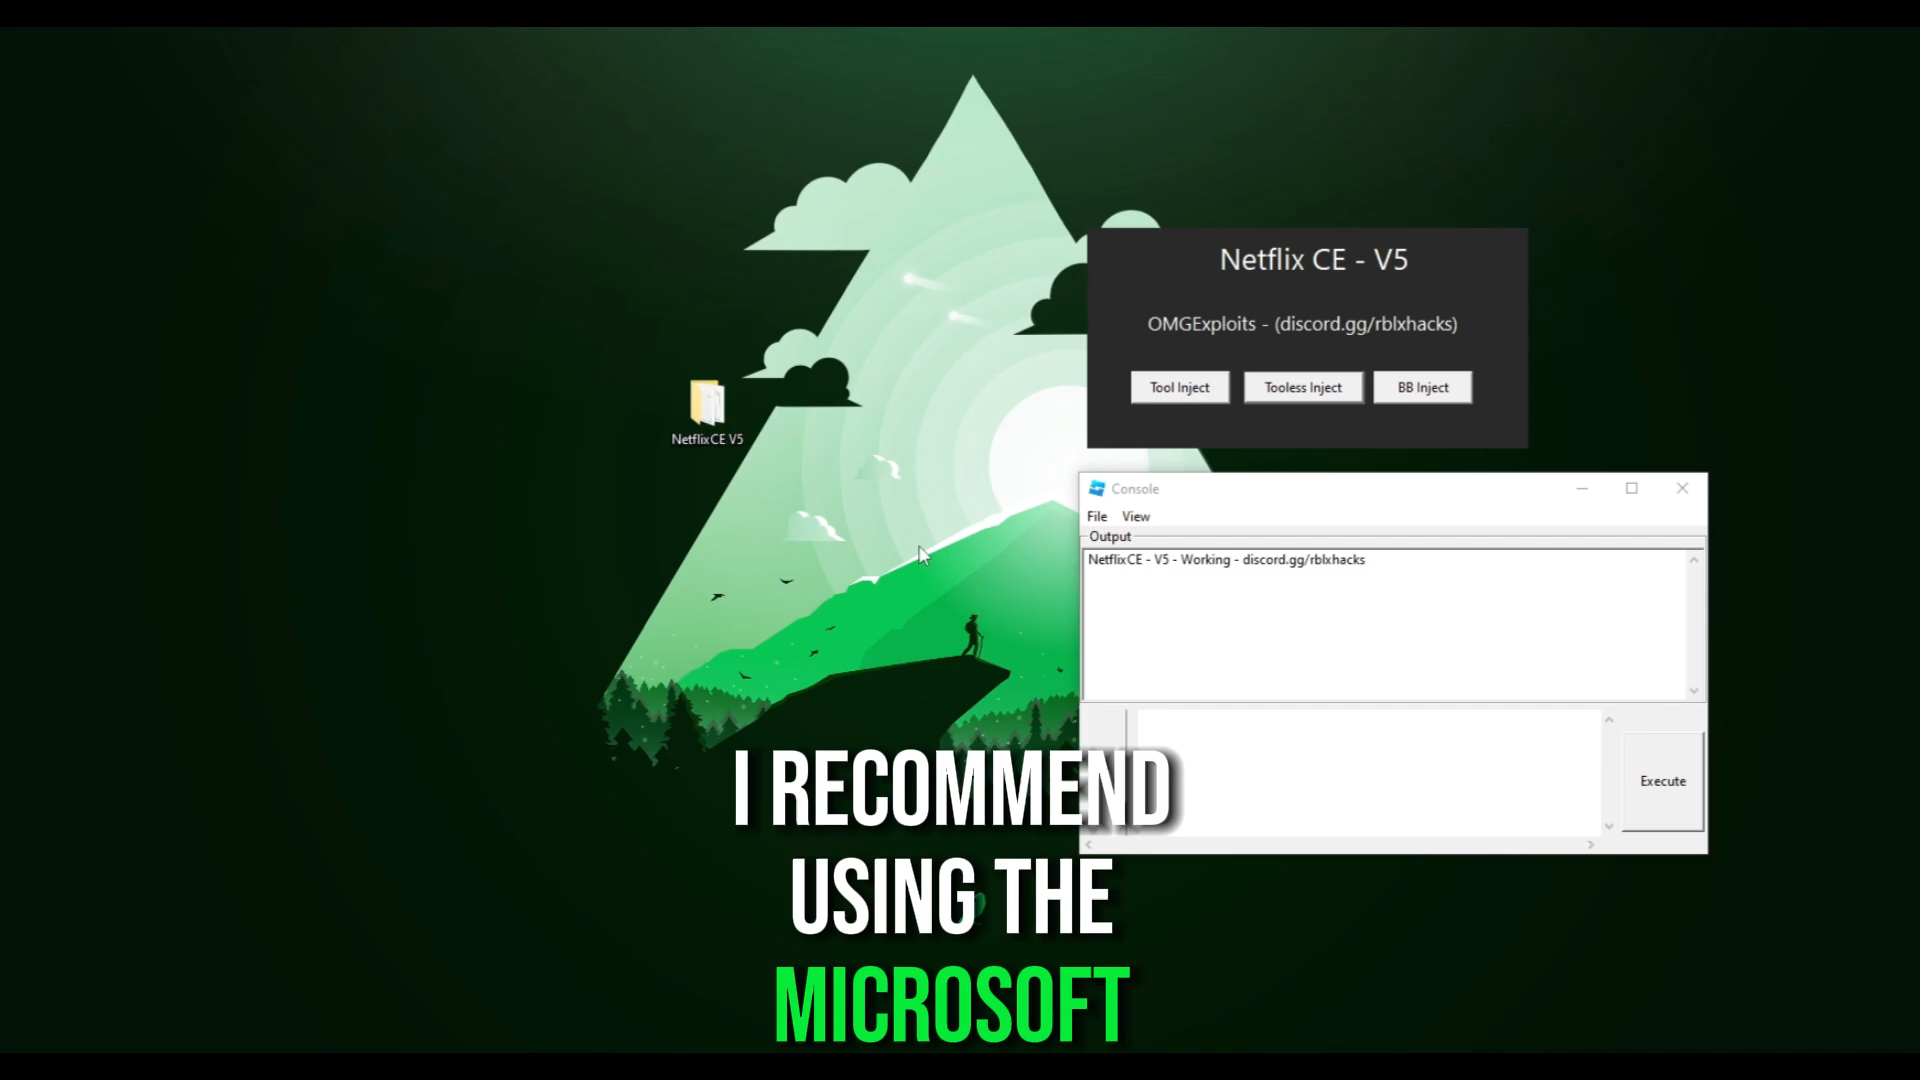 Netflix CE - V5
OMGExploits - (discord.gg/rblxhacks)
Tool Inject
Tooless Inject
BB Inject
NetflixCE V5
Console
File View
Output
NetflixCE - V5 - Working - discord.gg/rblxhacks
Execute
I RECOMMEND
USING THE
MICROSOFT